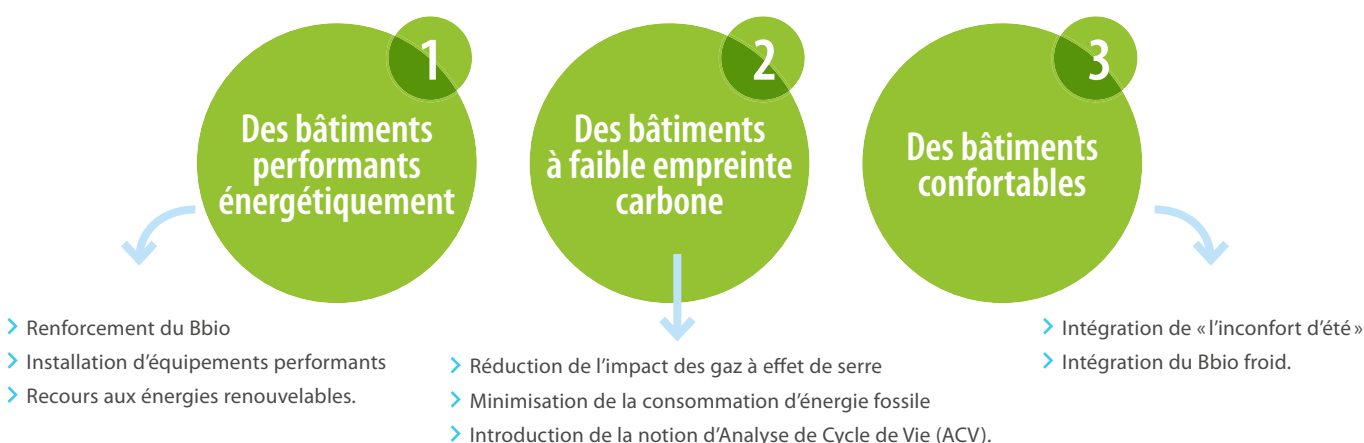 1
Des bâtiments
performants
énergétiquement
2
Des bâtiments
à faible empreinte
carbone
3
Des bâtiments
confortables
> Renforcement du Bbio
> Installation d’équipements performants
> Recours aux énergies renouvelables.
> Réduction de l’impact des gaz à effet de serre
> Minimisation de la consommation d’énergie fossile
> Introduction de la notion d’Analyse de Cycle de Vie (ACV).
> Intégration de « l’inconfort d’été »
> Intégration du Bbio froid.